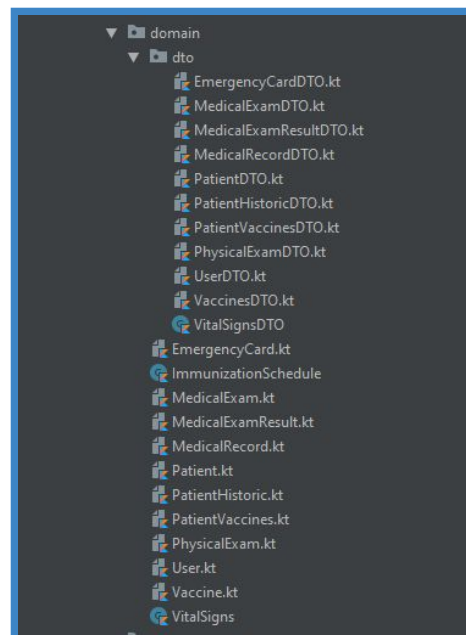 domain
dto
EmergencyCardDTO.kt
MedicalExamDTO.kt
MedicalExamResultDTO.kt
MedicalRecordDTO.kt
PatientDTO.kt
PatientHistoricDTO.kt
PatientVaccinesDTO.kt
PhysicalExamDTO.kt
UserDTO.kt
VaccinesDTO.kt
VitalSignsDTO
EmergencyCard.kt
ImmunizationSchedule
MedicalExam.kt
MedicalExamResult.kt
MedicalRecord.kt
Patient.kt
PatientHistoric.kt
PatientVaccines.kt
PhysicalExam.kt
User.kt
Vaccine.kt
VitalSigns